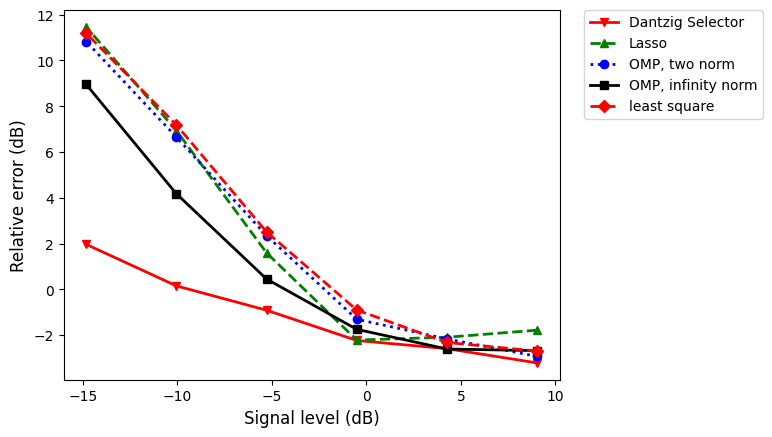 12
10
8
6
4
2
0
−2
Relative error (dB)
−15
−10
−5
0
5
10
Signal level (dB)
Dantzig Selector
Lasso
OMP, two norm
OMP, infinity norm
least square